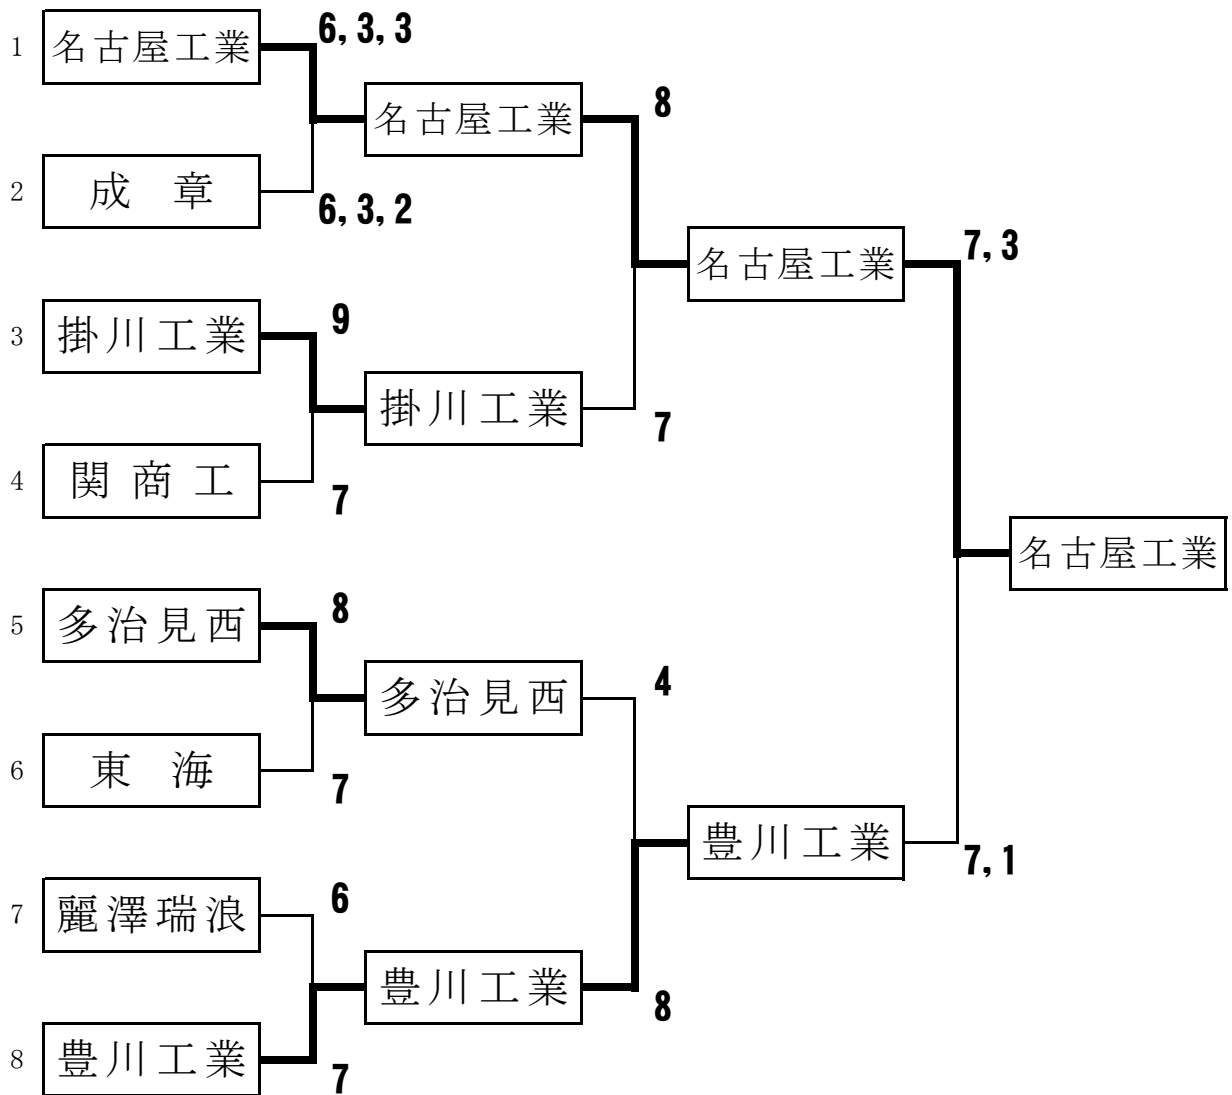 1 名古屋工業 6, 3, 3
名古屋工業 8
2 成 章 6, 3, 2
名古屋工業 7, 3
3 掛川工業 9
掛川工業 7
4 関商工 7
名古屋工業
5 多治見西 8
多治見西 4
6 東 海 7
豊川工業 7, 1
7 麗澤瑞浪 6
豊川工業 8
8 豊川工業 7